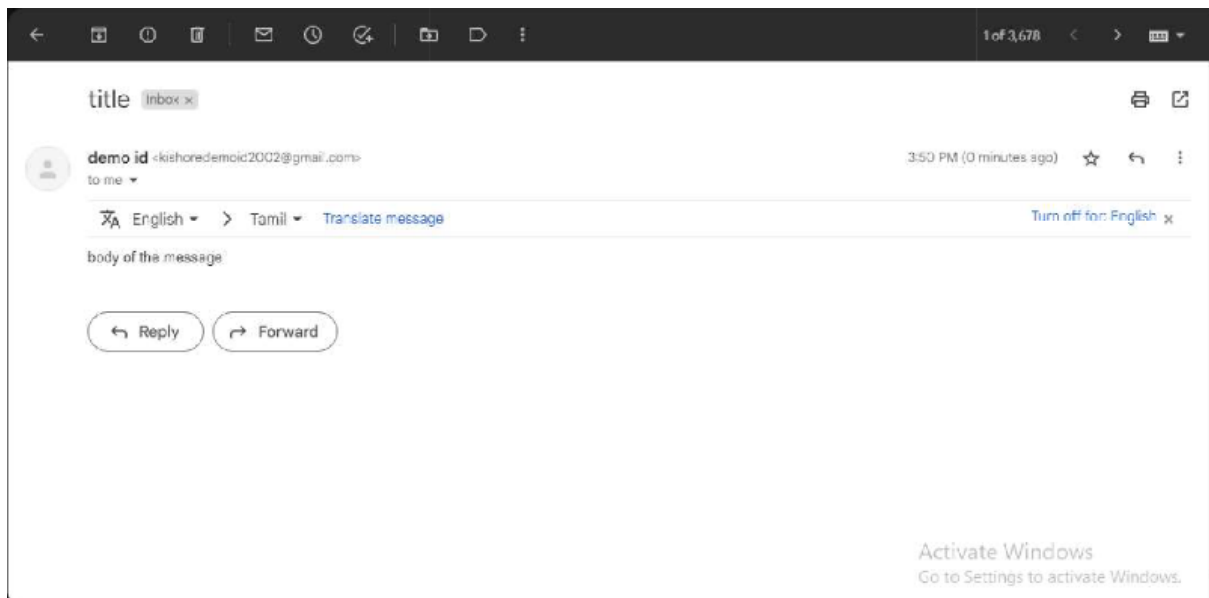 1 of 3,678
title Inbox ×
demo id <kishoredemoid2002@gmail.com> 3:50 PM (0 minutes ago)
to me
English > Tamil Translate message Turn off for: English ×
body of the message
Reply Forward
Activate Windows
Go to Settings to activate Windows.